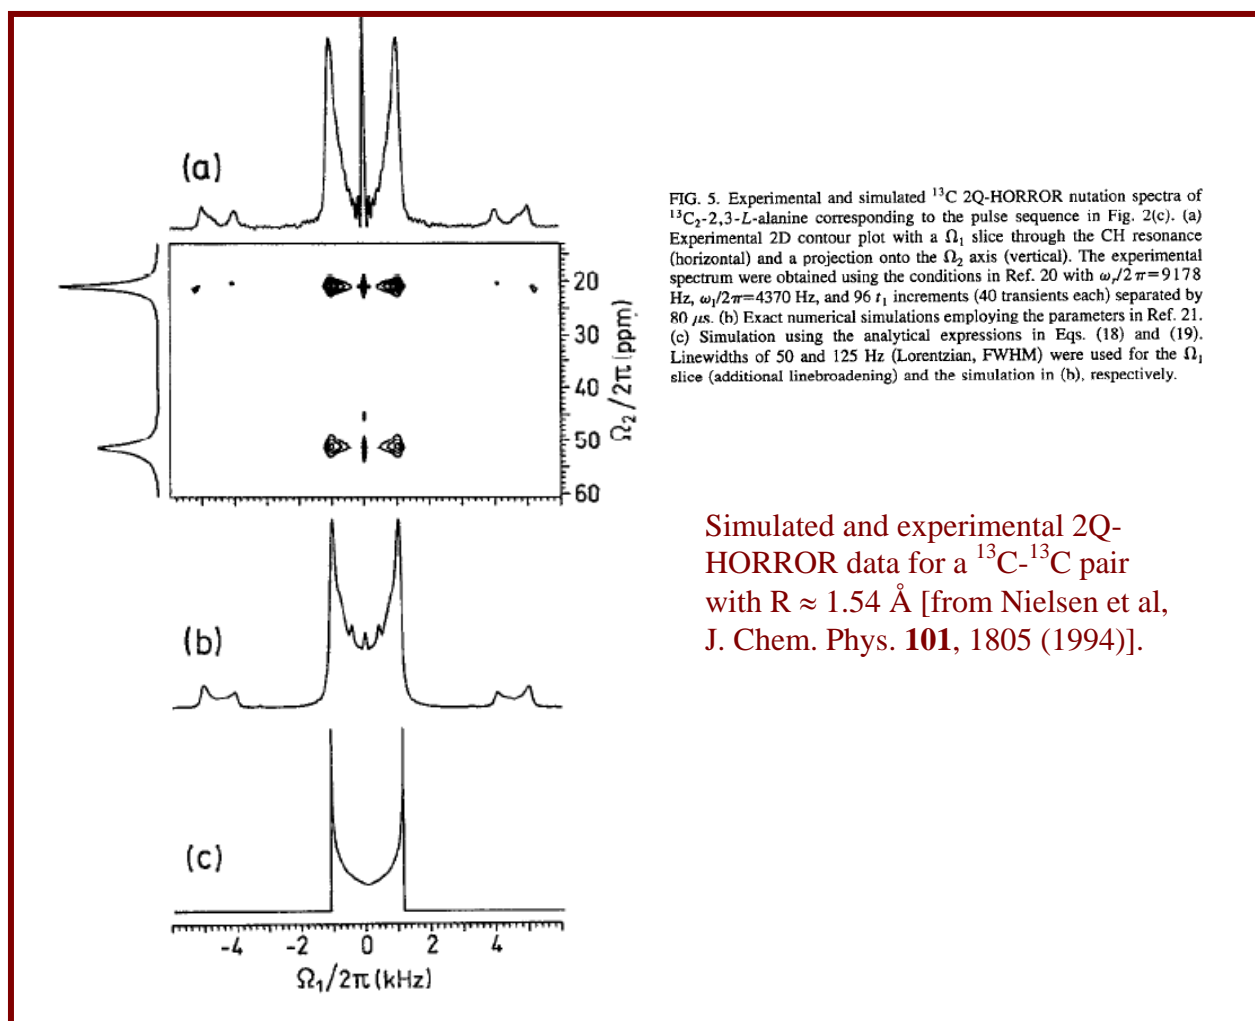 (a)
FIG. 5. Experimental and simulated ¹³C 2Q-HORROR nutation spectra of
¹³C₂-2,3-L-alanine corresponding to the pulse sequence in Fig. 2(c). (a)
Experimental 2D contour plot with a Ω₁ slice through the CH resonance
(horizontal) and a projection onto the Ω₂ axis (vertical). The experimental
spectrum were obtained using the conditions in Ref. 20 with ωᵣ/2π=9178
Hz, ω₁/2π=4370 Hz, and 96 t₁ increments (40 transients each) separated by
80 μs. (b) Exact numerical simulations employing the parameters in Ref. 21.
(c) Simulation using the analytical expressions in Eqs. (18) and (19).
Linewidths of 50 and 125 Hz (Lorentzian, FWHM) were used for the Ω₁
slice (additional linebroadening) and the simulation in (b), respectively.
20
30
40
50
60
Ω₂/2π(ppm)
Simulated and experimental 2Q-
HORROR data for a ¹³C-¹³C pair
with R ≈ 1.54 Å [from Nielsen et al,
J. Chem. Phys. 101, 1805 (1994)].
(b)
(c)
-4 -2 0 2 4
Ω₁/2π(kHz)